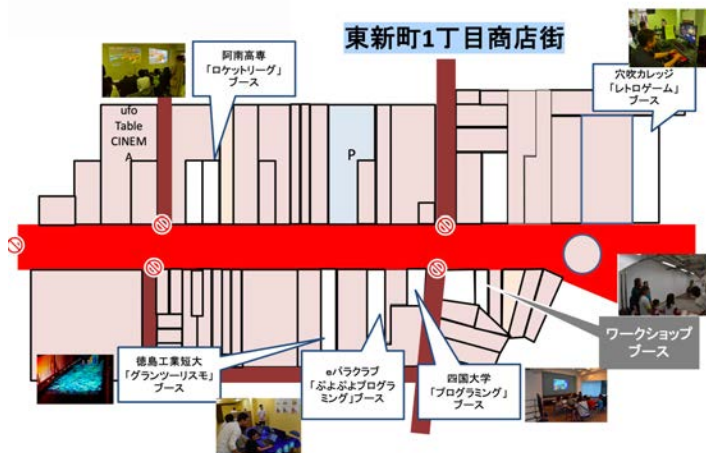 東新町1丁目商店街
阿南高専
「ロケットリーグ」
ブース
穴吹カレッジ
「レトロゲーム」
ブース
ufo
Table
CINEM
A
P
ワークショップ
ブース
徳島工業短大
「グランツーリスモ」
ブース
eパラクラブ
「ぷよぷよプログラ
ミング」ブース
四国大学
「プログラミング」
ブース